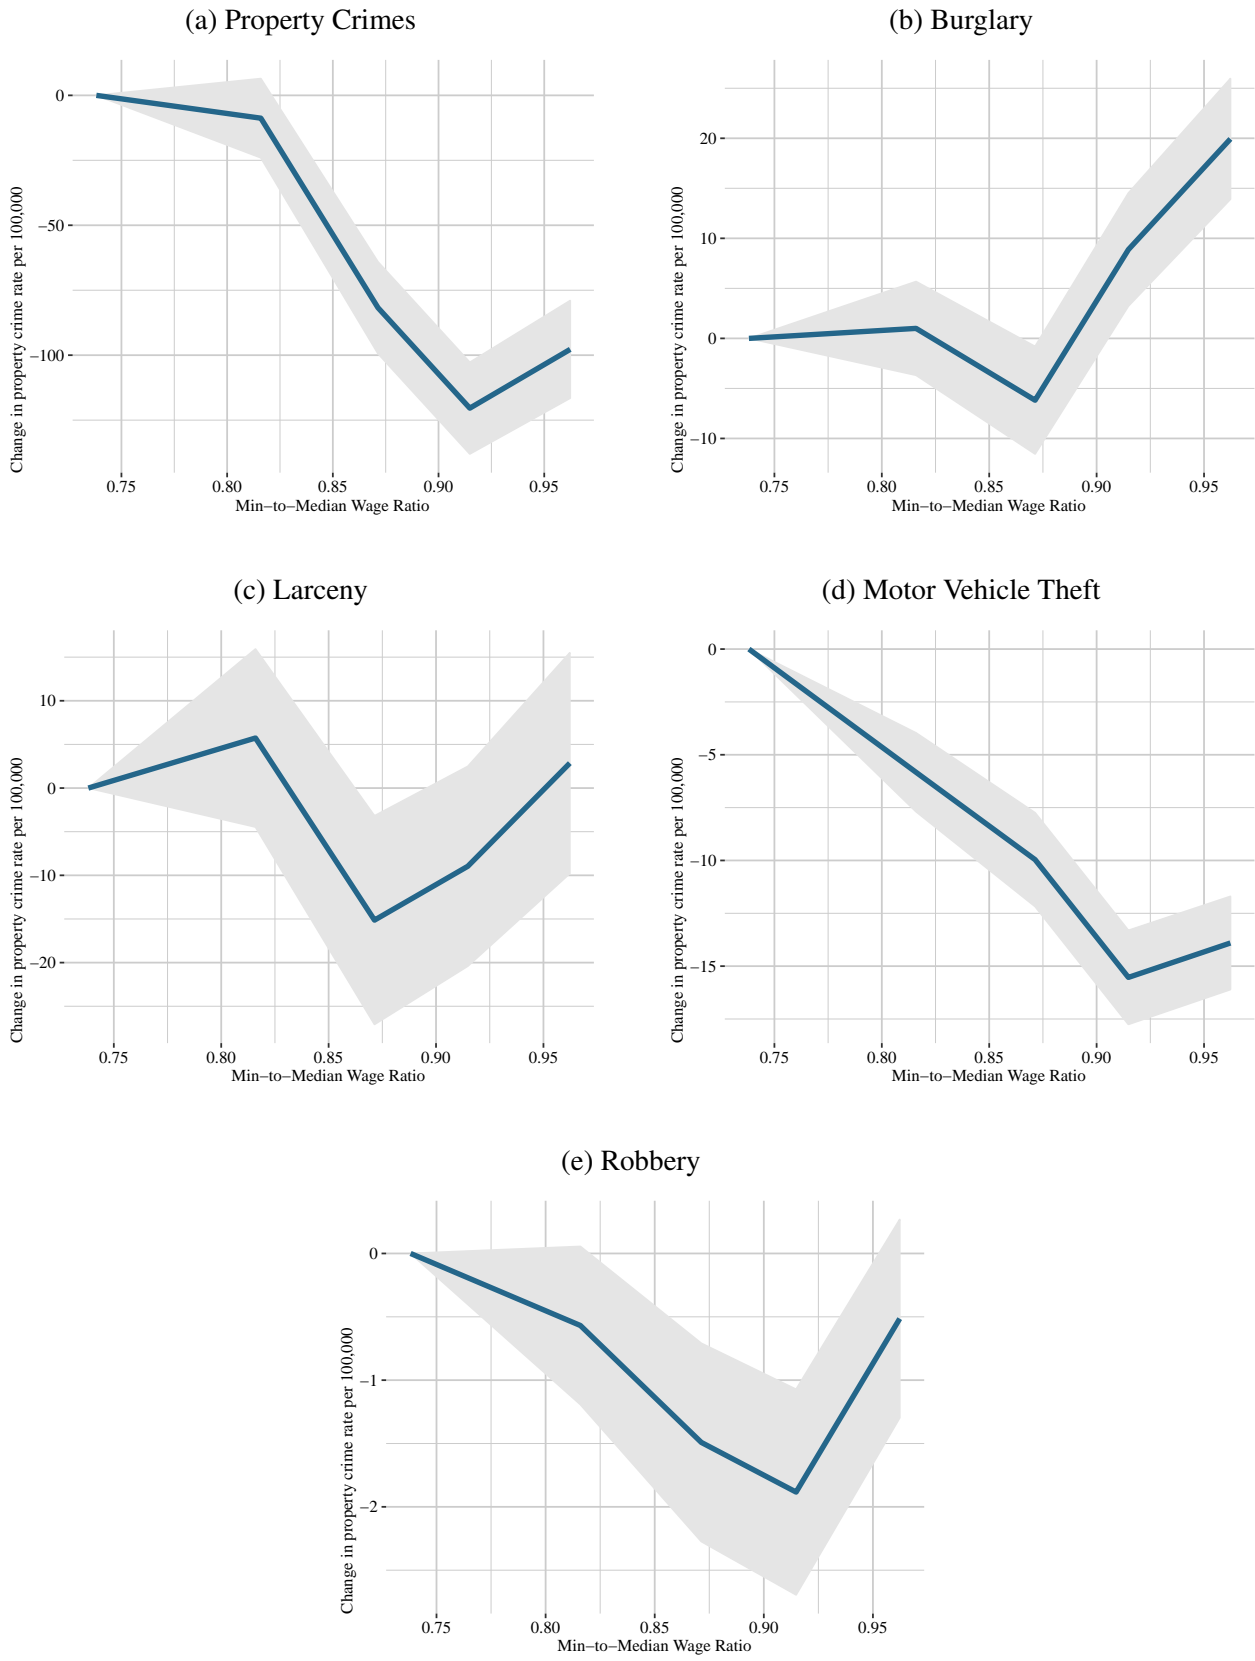 (a) Property Crimes
Change in property crime rate per 100,000
0
−50
−100
0.75 0.80 0.85 0.90 0.95
Min−to−Median Wage Ratio
(b) Burglary
Change in property crime rate per 100,000
20
10
0
−10
0.75 0.80 0.85 0.90 0.95
Min−to−Median Wage Ratio
(c) Larceny
Change in property crime rate per 100,000
10
0
−10
−20
0.75 0.80 0.85 0.90 0.95
Min−to−Median Wage Ratio
(d) Motor Vehicle Theft
Change in property crime rate per 100,000
0
−5
−10
−15
0.75 0.80 0.85 0.90 0.95
Min−to−Median Wage Ratio
(e) Robbery
Change in property crime rate per 100,000
0
−1
−2
0.75 0.80 0.85 0.90 0.95
Min−to−Median Wage Ratio